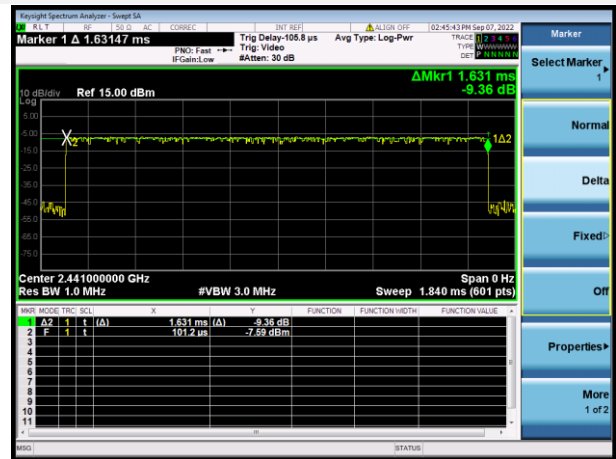 Keysight Spectrum Analyzer - Swept SA
RLT RF 50 Ω AC CORREC INT REF ALIGN OFF 02:45:43 PM Sep 07, 2022
Marker 1 Δ 1.63147 ms
Trig Delay-105.8 µs Avg Type: Log-Pwr TRACE 1 2 3 4 5 6
PNO: Fast Trig: Video TYPE WWWWWW
IFGain:Low #Atten: 30 dB DET P N N N N N
Marker
Select Marker
1
Normal
Delta
Fixed
Off
Properties
More
1 of 2
ΔMkr1 1.631 ms
-9.36 dB
10 dB/div Ref 15.00 dBm
Log
5.00
-5.00
-15.0
-55.0
-65.0
-75.0
X2
1Δ2
Center 2.441000000 GHz Span 0 Hz
Res BW 1.0 MHz #VBW 3.0 MHz Sweep 1.840 ms (601 pts)
MKR MODE TRC SCL X Y FUNCTION FUNCTION WIDTH FUNCTION VALUE
1 Δ2 1 t (Δ) 1.631 ms (Δ) -9.36 dB
2 F 1 t 101.2 µs -7.59 dBm
3
4
5
6
7
8
9
10
11
MSG STATUS